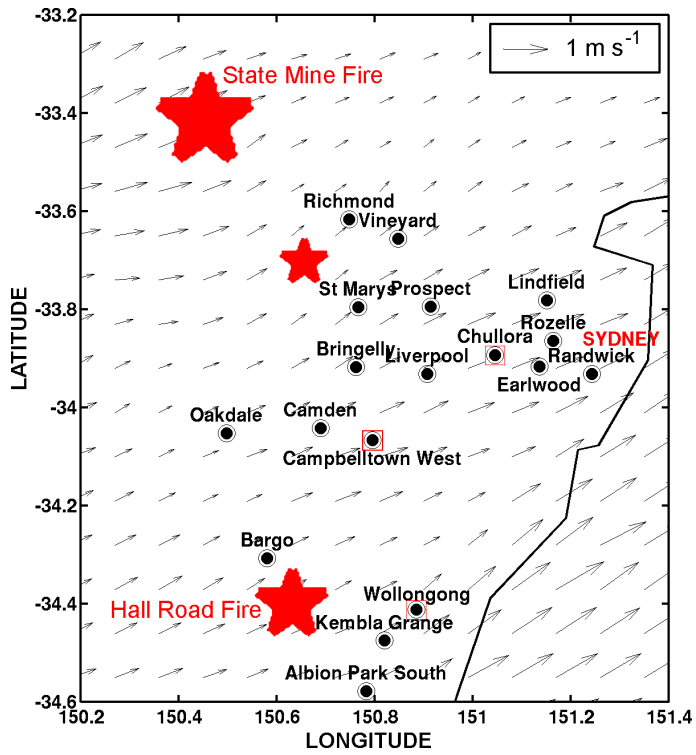 -33.2
1 m s-1
State Mine Fire
-33.4
-33.6
Richmond
Vineyard
-33.8
St Marys
Prospect
Lindfield
Rozelle
Chullora
SYDNEY
Bringelly
Liverpool
Randwick
Earlwood
LATITUDE
-34
Oakdale
Camden
Campbelltown West
-34.2
Bargo
-34.4
Hall Road Fire
Wollongong
Kembla Grange
Albion Park South
-34.6
150.2 150.4 150.6 150.8 151 151.2 151.4
LONGITUDE